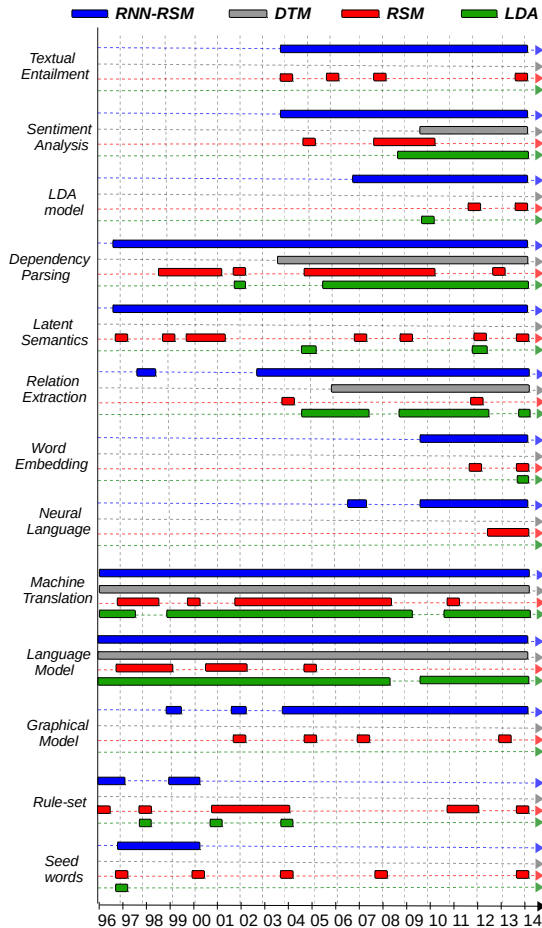 RNN-RSM DTM RSM LDA
Textual
Entailment
Sentiment
Analysis
LDA
model
Dependency
Parsing
Latent
Semantics
Relation
Extraction
Word
Embedding
Neural
Language
Machine
Translation
Language
Model
Graphical
Model
Rule-set
Seed
words
96 97 98 99 00 01 02 03 04 05 06 07 08 09 10 11 12 13 14